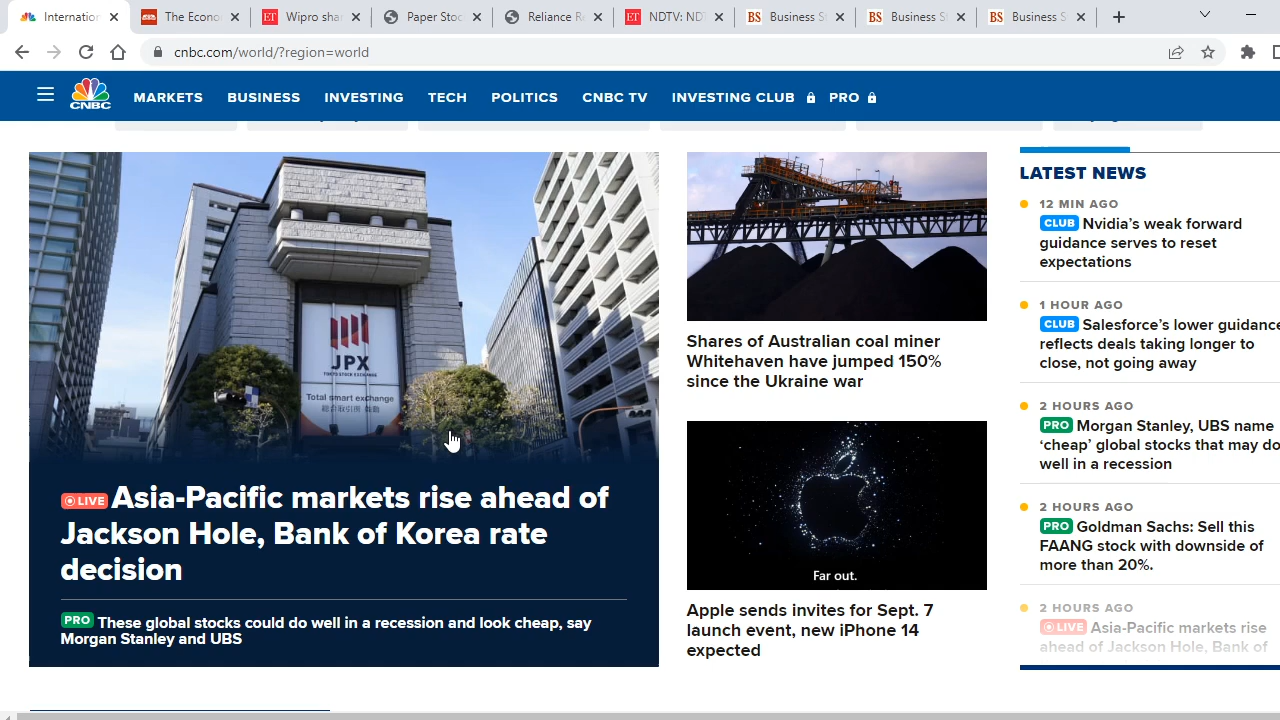 Internation
The Econo
Wipro shar
Paper Stoc
Reliance R
NDTV: ND
Business S
Business S
Business S
cnbc.com/world/?region=world
CNBC
MARKETS
BUSINESS
INVESTING
TECH
POLITICS
CNBC TV
INVESTING CLUB
PRO
JPX
TOKYO STOCK EXCHANGE
Total smart exchange
LIVE Asia-Pacific markets rise ahead of
Jackson Hole, Bank of Korea rate
decision
PRO These global stocks could do well in a recession and look cheap, say
Morgan Stanley and UBS
Shares of Australian coal miner
Whitehaven have jumped 150%
since the Ukraine war
Far out.
Apple sends invites for Sept. 7
launch event, new iPhone 14
expected
LATEST NEWS
12 MIN AGO
CLUB Nvidia's weak forward
guidance serves to reset
expectations
1 HOUR AGO
CLUB Salesforce's lower guidance
reflects deals taking longer to
close, not going away
2 HOURS AGO
PRO Morgan Stanley, UBS name
‘cheap’ global stocks that may do
well in a recession
2 HOURS AGO
PRO Goldman Sachs: Sell this
FAANG stock with downside of
more than 20%.
2 HOURS AGO
LIVE Asia-Pacific markets rise
ahead of Jackson Hole, Bank of